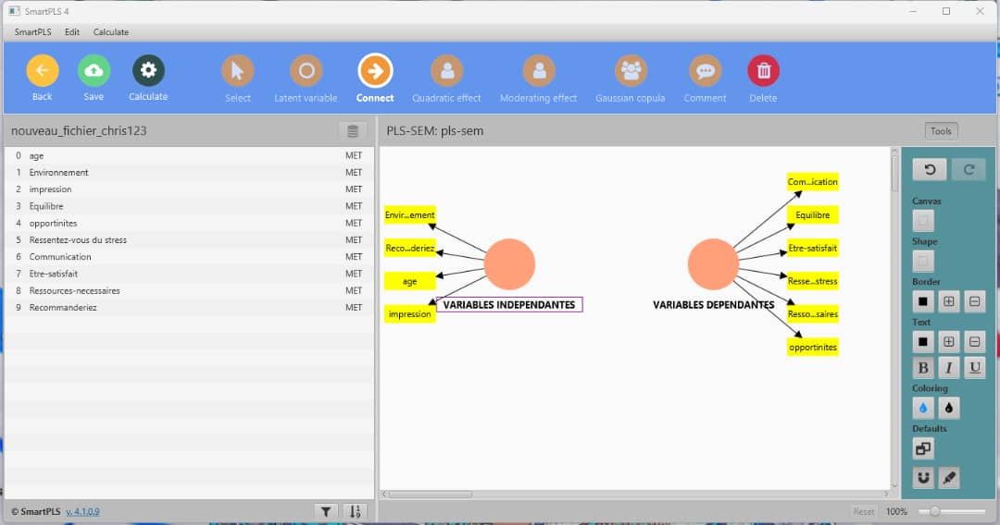 SmartPLS 4
SmartPLS Edit Calculate
Back Save Calculate Select Latent variable Connect Quadratic effect Moderating effect Gaussian copula Comment Delete
nouveau_fichier_chris123
0 age MET
1 Environnement MET
2 impression MET
3 Equilibre MET
4 opportinites MET
5 Ressentez-vous du stress MET
6 Communication MET
7 Etre-satisfait MET
8 Ressources-necessaires MET
9 Recommanderiez MET
© SmartPLS v. 4.1.0.9
PLS-SEM: pls-sem
Tools
Envir...ement
Reco...deriez
age
impression
VARIABLES INDEPENDANTES
VARIABLES DEPENDANTES
Com...ication
Equilibre
Etre-satisfait
Resse...stress
Resso...saires
opportinites
Canvas
Shape
Border
Text
B I U
Coloring
Defaults
Reset 100%